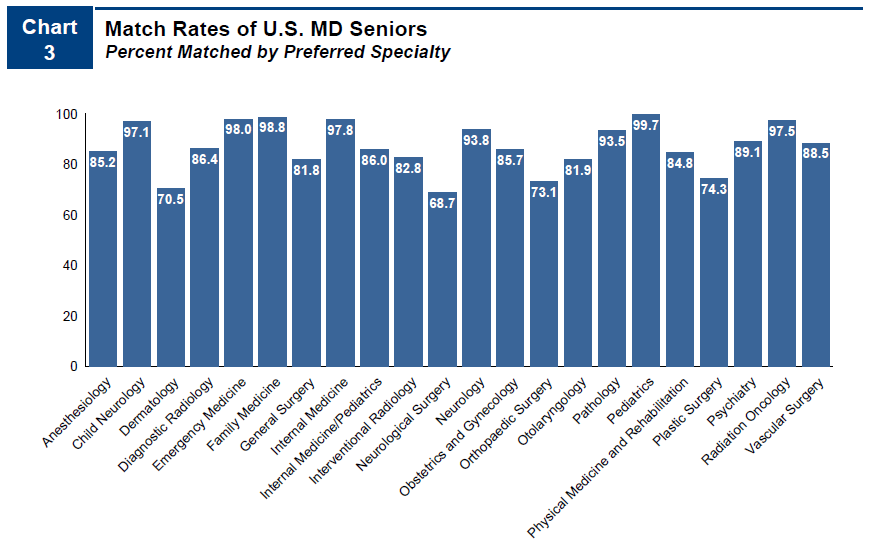 Chart
3
Match Rates of U.S. MD Seniors
Percent Matched by Preferred Specialty
100
80
60
40
20
0
85.2
97.1
70.5
86.4
98.0
98.8
81.8
97.8
86.0
82.8
68.7
93.8
85.7
73.1
81.9
93.5
99.7
84.8
74.3
89.1
97.5
88.5
Anesthesiology
Child Neurology
Dermatology
Diagnostic Radiology
Emergency Medicine
Family Medicine
General Surgery
Internal Medicine
Internal Medicine/Pediatrics
Interventional Radiology
Neurological Surgery
Neurology
Obstetrics and Gynecology
Orthopaedic Surgery
Otolaryngology
Pathology
Pediatrics
Physical Medicine and Rehabilitation
Plastic Surgery
Psychiatry
Radiation Oncology
Vascular Surgery